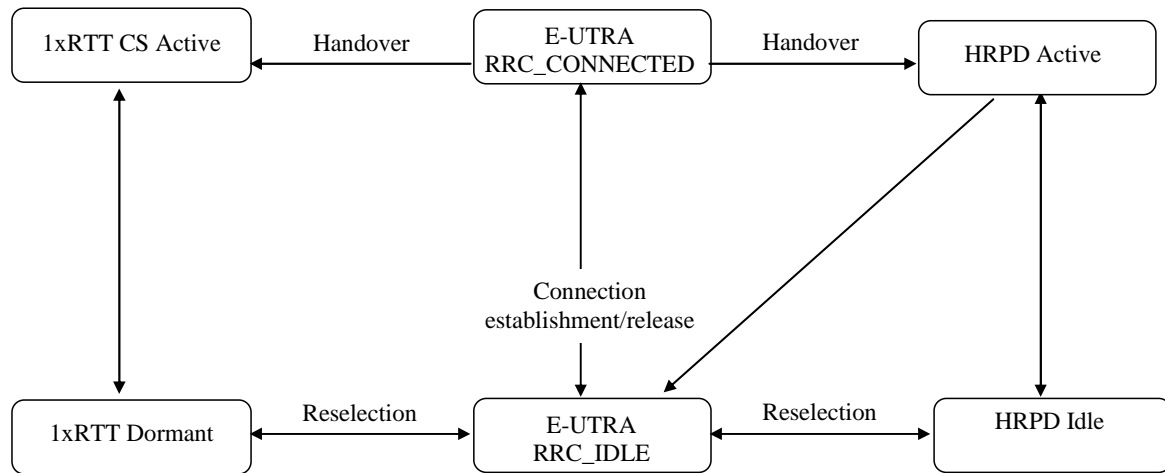 1xRTT CS Active
Handover
E-UTRA
RRC_CONNECTED
Handover
HRPD Active
Connection
establishment/release
1xRTT Dormant
Reselection
E-UTRA
RRC_IDLE
Reselection
HRPD Idle